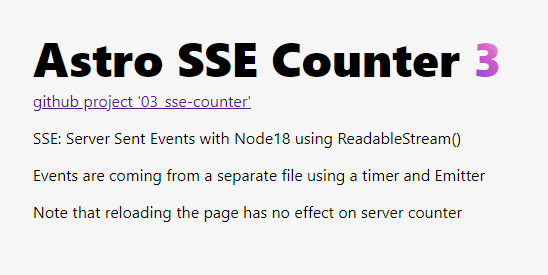 Astro SSE Counter 3
github project '03_sse-counter'
SSE: Server Sent Events with Node18 using ReadableStream()
Events are coming from a separate file using a timer and Emitter
Note that reloading the page has no effect on server counter